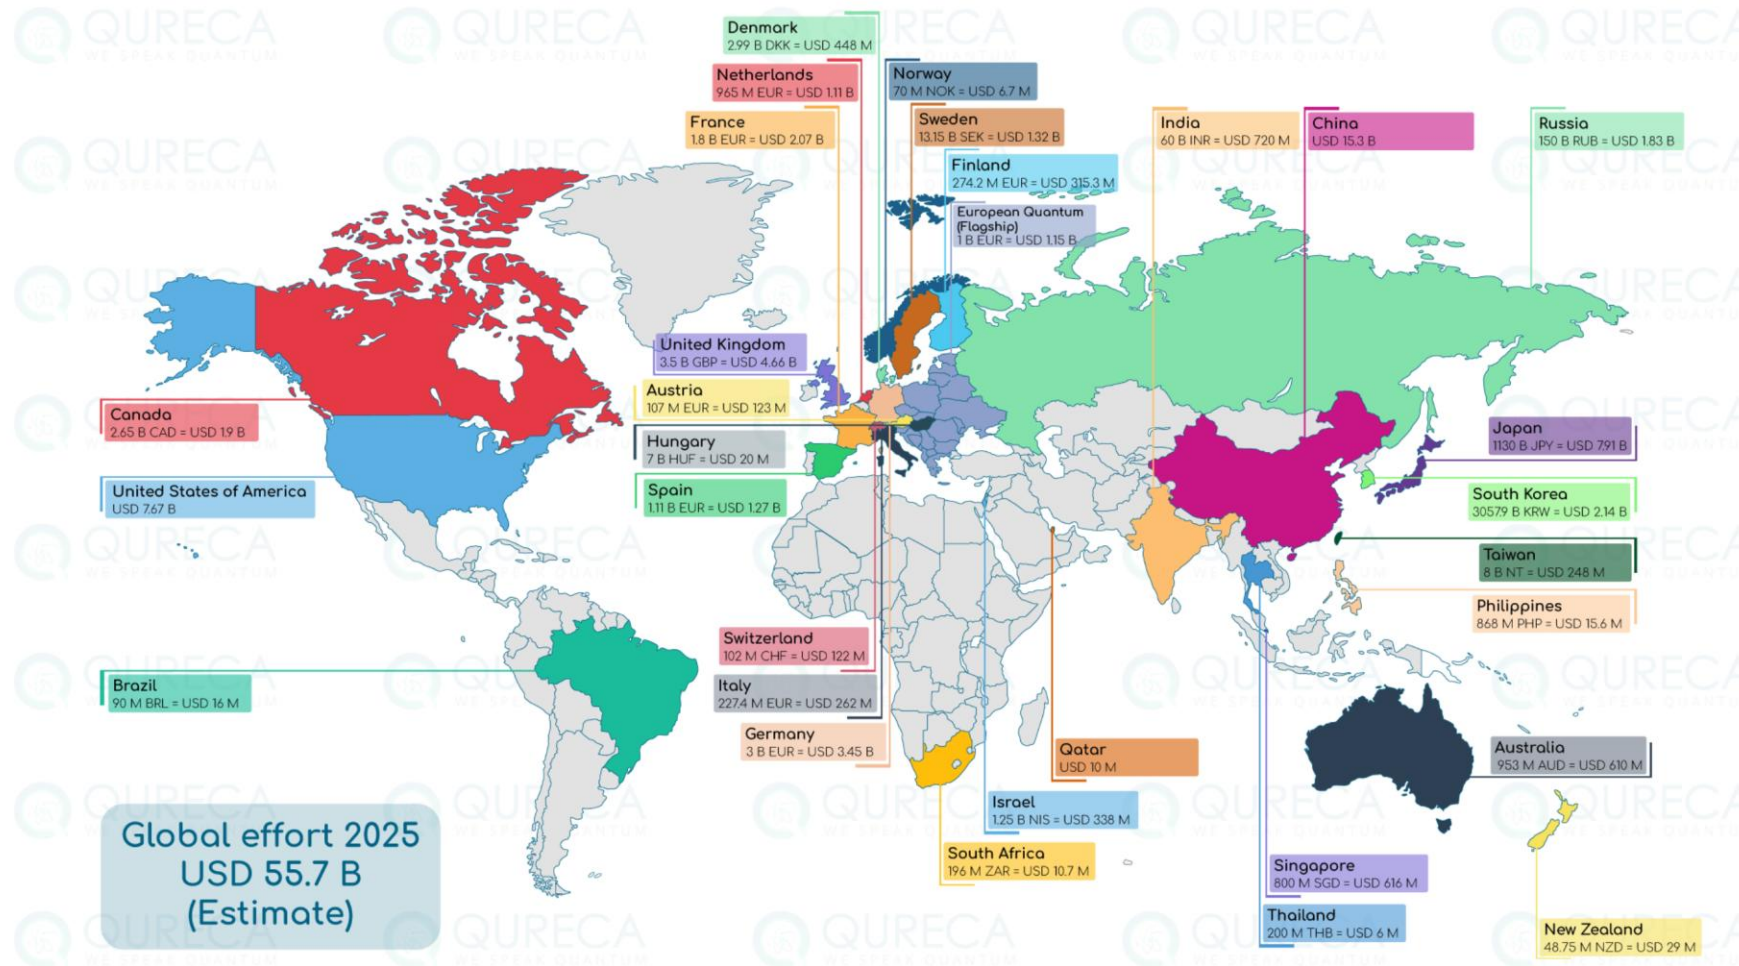 QURECA
WE SPEAK QUANTUM
Denmark
2.99 B DKK = USD 448 M
Netherlands
965 M EUR = USD 1.11 B
Norway
70 M NOK = USD 6.7 M
France
1.8 B EUR = USD 2.07 B
Sweden
13.15 B SEK = USD 1.32 B
India
60 B INR = USD 720 M
China
USD 15.3 B
Russia
150 B RUB = USD 1.83 B
Finland
274.2 M EUR = USD 315.3 M
European Quantum
(Flagship)
1 B EUR = USD 1.15 B
United Kingdom
3.5 B GBP = USD 4.66 B
Austria
107 M EUR = USD 123 M
Canada
2.65 B CAD = USD 1.9 B
Hungary
7 B HUF = USD 20 M
Japan
1130 B JPY = USD 7.91 B
United States of America
USD 7.67 B
Spain
1.11 B EUR = USD 1.27 B
South Korea
3057.9 B KRW = USD 2.14 B
Taiwan
8 B NT = USD 248 M
Philippines
868 M PHP = USD 15.6 M
Switzerland
102 M CHF = USD 122 M
Brazil
90 M BRL = USD 16 M
Italy
227.4 M EUR = USD 262 M
Germany
3 B EUR = USD 3.45 B
Qatar
USD 10 M
Australia
953 M AUD = USD 610 M
Israel
1.25 B NIS = USD 338 M
Global effort 2025
USD 55.7 B
(Estimate)
South Africa
196 M ZAR = USD 10.7 M
Singapore
800 M SGD = USD 616 M
Thailand
200 M THB = USD 6 M
New Zealand
48.75 M NZD = USD 29 M